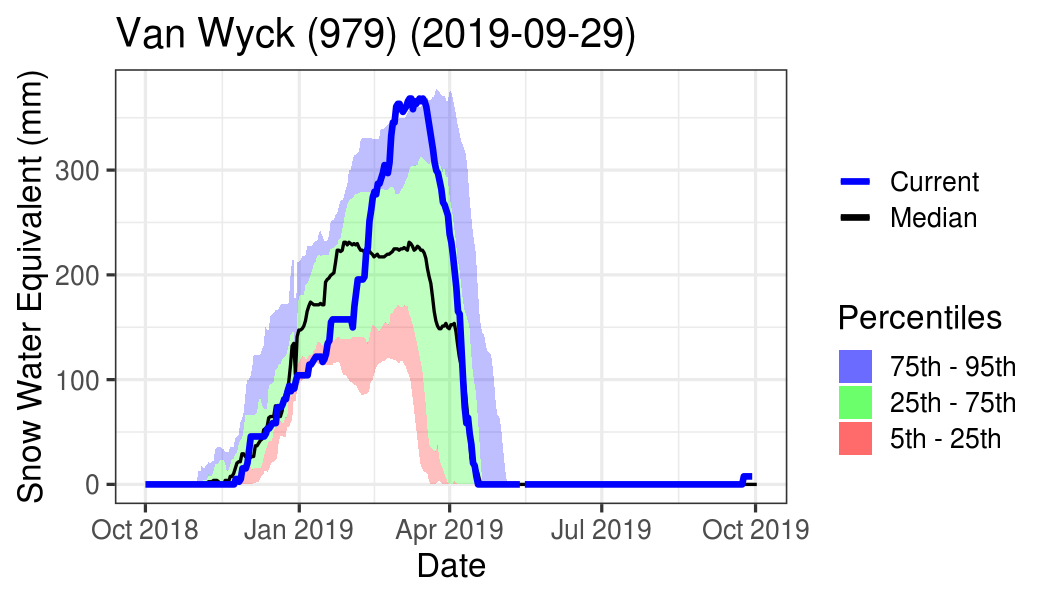 Van Wyck (979) (2019-09-29)
Snow Water Equivalent (mm)
300
200
100
0
Oct 2018 Jan 2019 Apr 2019 Jul 2019 Oct 2019
Date
Current
Median
Percentiles
75th - 95th
25th - 75th
5th - 25th